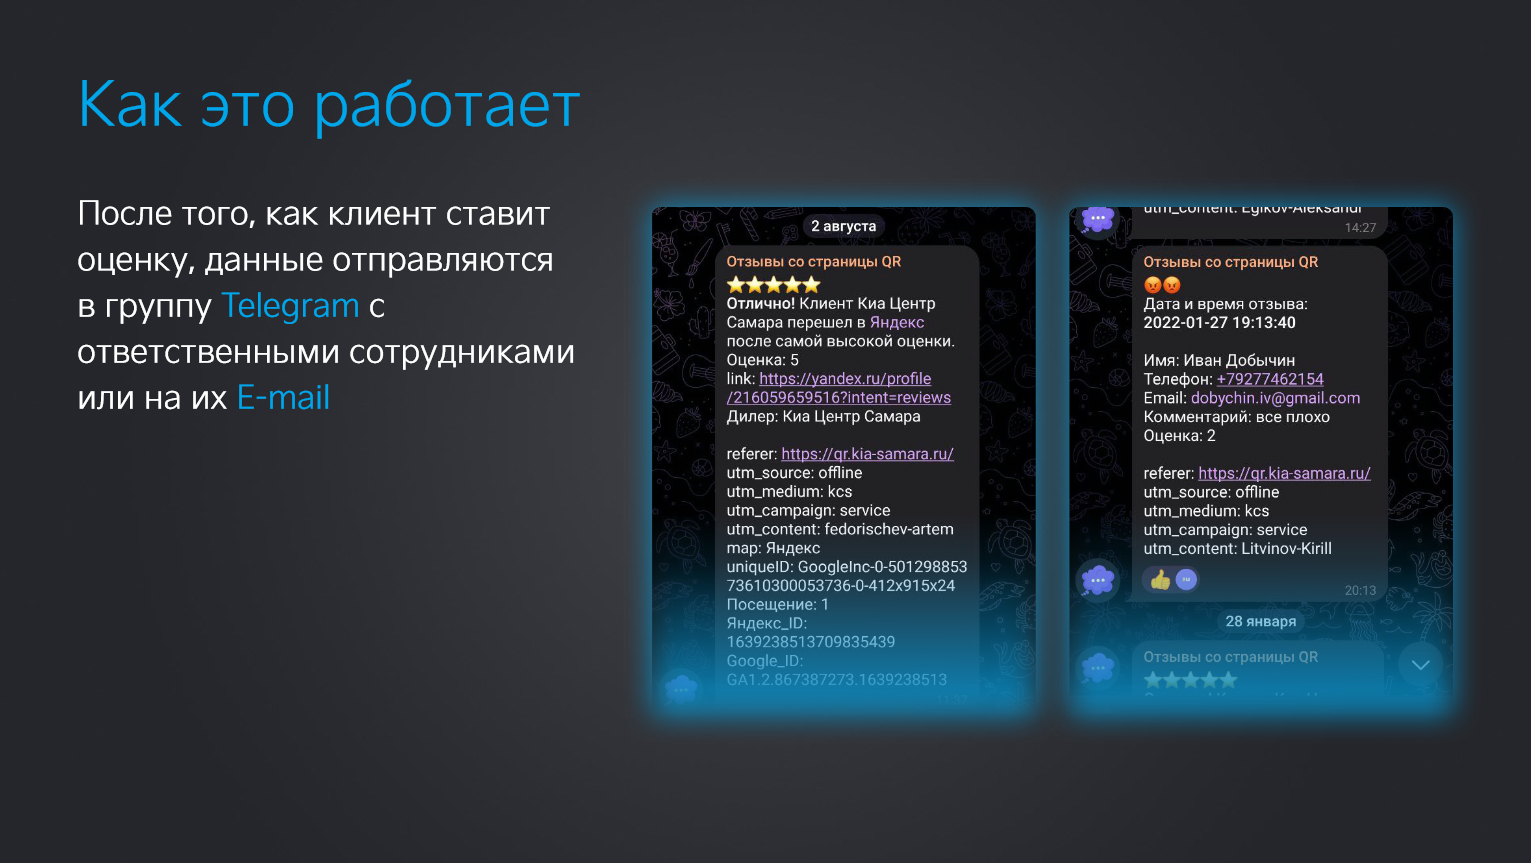 Как это работает
После того, как клиент ставит
оценку, данные отправляются
в группу Telegram с
ответственными сотрудниками
или на их E-mail
2 августа
Отзывы со страницы QR
Отлично! Клиент Киа Центр
Самара перешел в Яндекс
после самой высокой оценки.
Оценка: 5
link: https://yandex.ru/profile
/216059659516?intent=reviews
Дилер: Киа Центр Самара
referer: https://qr.kia-samara.ru/
utm_source: offline
utm_medium: kcs
utm_campaign: service
utm_content: fedorischev-artem
map: Яндекс
uniqueID: GoogleInc-0-501298853
73610300053736-0-412x915x24
Посещение: 1
Яндекс_ID:
1639238513709835439
Google_ID:
GA1.2.867387273.1639238513
utm_content: Egikov-Aleksandr
14:27
Отзывы со страницы QR
Дата и время отзыва:
2022-01-27 19:13:40
Имя: Иван Добычин
Телефон: +79277462154
Email: dobychin.iv@gmail.com
Комментарий: все плохо
Оценка: 2
referer: https://qr.kia-samara.ru/
utm_source: offline
utm_medium: kcs
utm_campaign: service
utm_content: Litvinov-Kirill
20:13
28 января
Отзывы со страницы QR